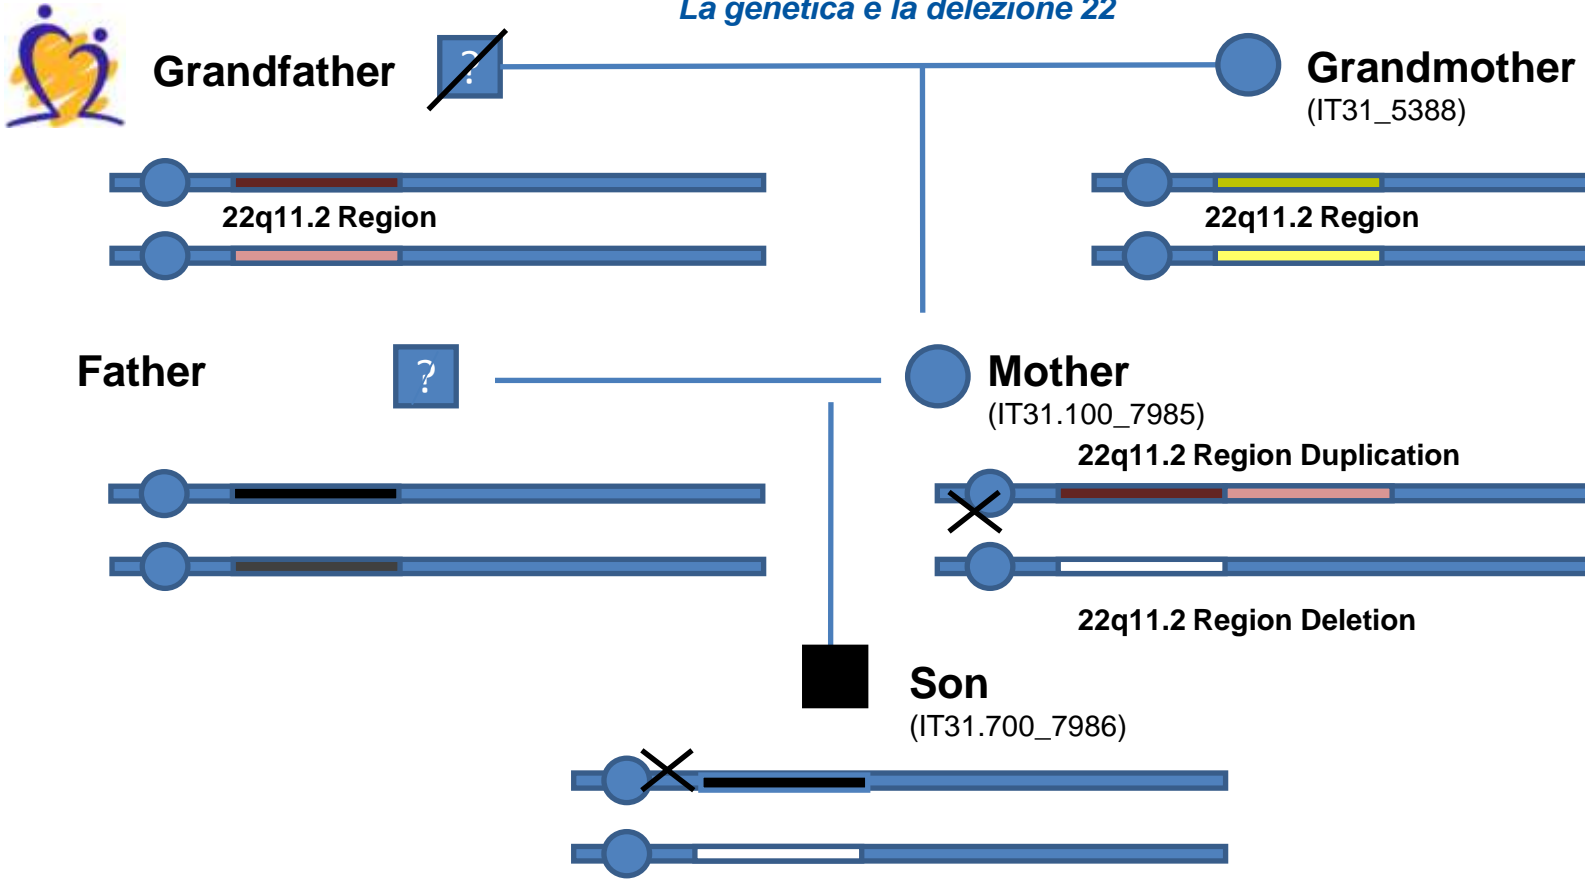 La genetica e la delezione 22
Grandfather
?
Grandmother
(IT31_5388)
22q11.2 Region
22q11.2 Region
Father
?
Mother
(IT31.100_7985)
22q11.2 Region Duplication
22q11.2 Region Deletion
Son
(IT31.700_7986)